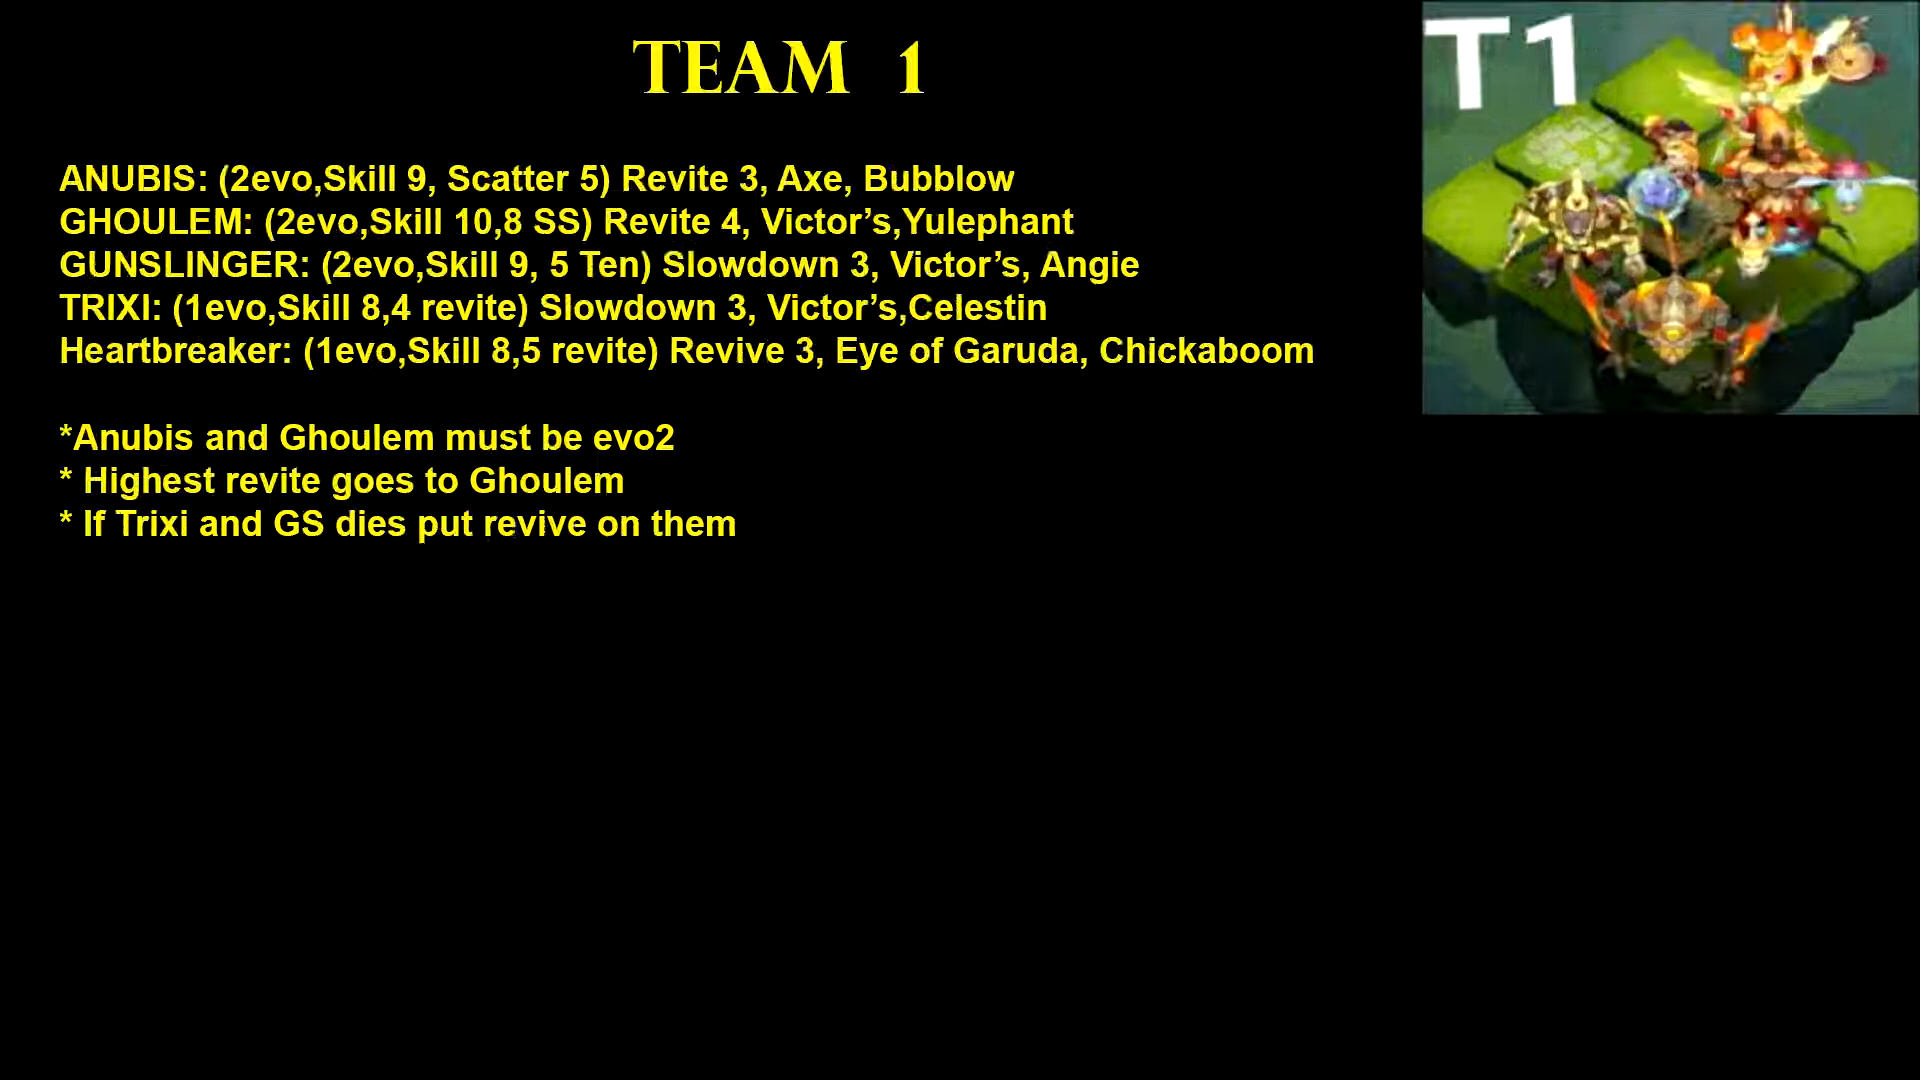 TEAM 1
T1
ANUBIS: (2evo,Skill 9, Scatter 5) Revite 3, Axe, Bubblow
GHOULEM: (2evo,Skill 10,8 SS) Revite 4, Victor’s,Yulephant
GUNSLINGER: (2evo,Skill 9, 5 Ten) Slowdown 3, Victor’s, Angie
TRIXI: (1evo,Skill 8,4 revite) Slowdown 3, Victor’s,Celestin
Heartbreaker: (1evo,Skill 8,5 revite) Revive 3, Eye of Garuda, Chickaboom
*Anubis and Ghoulem must be evo2
* Highest revite goes to Ghoulem
* If Trixi and GS dies put revive on them